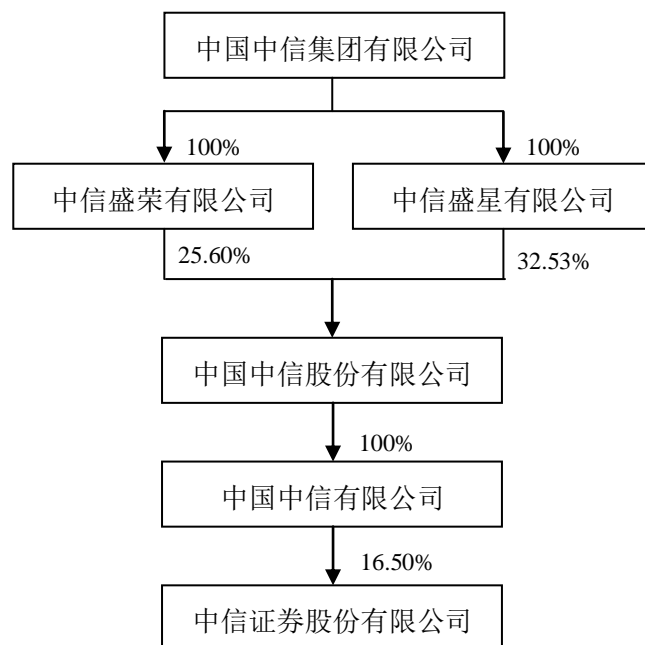 中国中信集团有限公司
100%
100%
中信盛荣有限公司
中信盛星有限公司
25.60%
32.53%
中国中信股份有限公司
100%
中国中信有限公司
16.50%
中信证券股份有限公司